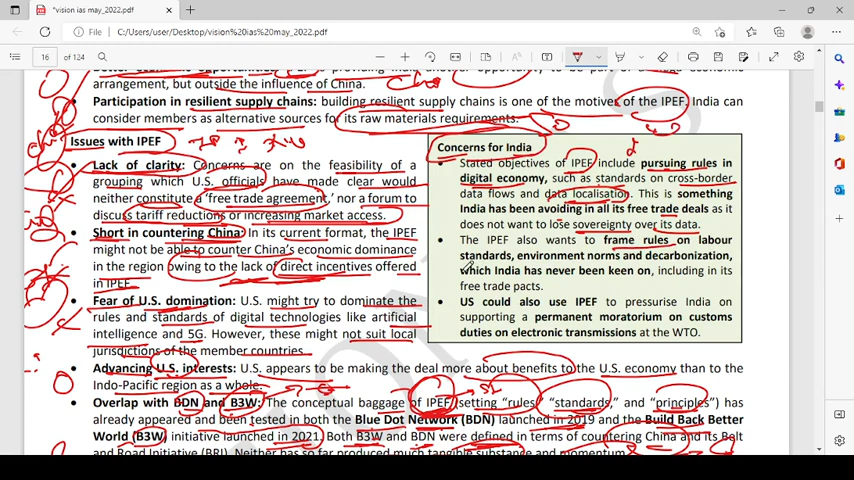 *vision ias may_2022.pdf
File
C:/Users/user/Desktop/vision%20ias%20may_2022.pdf
16 of 124
arrangement, but outside the influence of China.
Participation in resilient supply chains: building resilient supply chains is one of the motives of the IPEF. India can
consider members as alternative sources for its raw materials requirements.
Issues with IPEF
Lack of clarity: Concerns are on the feasibility of a
grouping which U.S. officials have made clear would
neither constitute a 'free trade agreement,' nor a forum to
discuss tariff reductions or increasing market access.
Short in countering China: In its current format, the IPEF
might not be able to counter China's economic dominance
in the region owing to the lack of direct incentives offered
in IPEF.
Fear of U.S. domination: U.S. might try to dominate the
rules and standards of digital technologies like artificial
intelligence and 5G. However, these might not suit local
jurisdictions of the member countries.
Concerns for India
Stated objectives of IPEF include pursuing rules in
digital economy, such as standards on cross-border
data flows and data localisation. This is something
India has been avoiding in all its free trade deals as it
does not want to lose sovereignty over its data.
The IPEF also wants to frame rules on labour
standards, environment norms and decarbonization,
which India has never been keen on, including in its
free trade pacts.
US could also use IPEF to pressurise India on
supporting a permanent moratorium on customs
duties on electronic transmissions at the WTO.
Advancing U.S. interests: U.S. appears to be making the deal more about benefits to the U.S. economy than to the
Indo-Pacific region as a whole.
Overlap with BDN and B3W: The conceptual baggage of IPEF (setting "rules," "standards," and "principles") has
already appeared and been tested in both the Blue Dot Network (BDN) launched in 2019 and the Build Back Better
World (B3W) initiative launched in 2021. Both B3W and BDN were defined in terms of countering China and its Belt
and Road Initiative (BRI). Neither has so far produced much tangible substance and momentum.